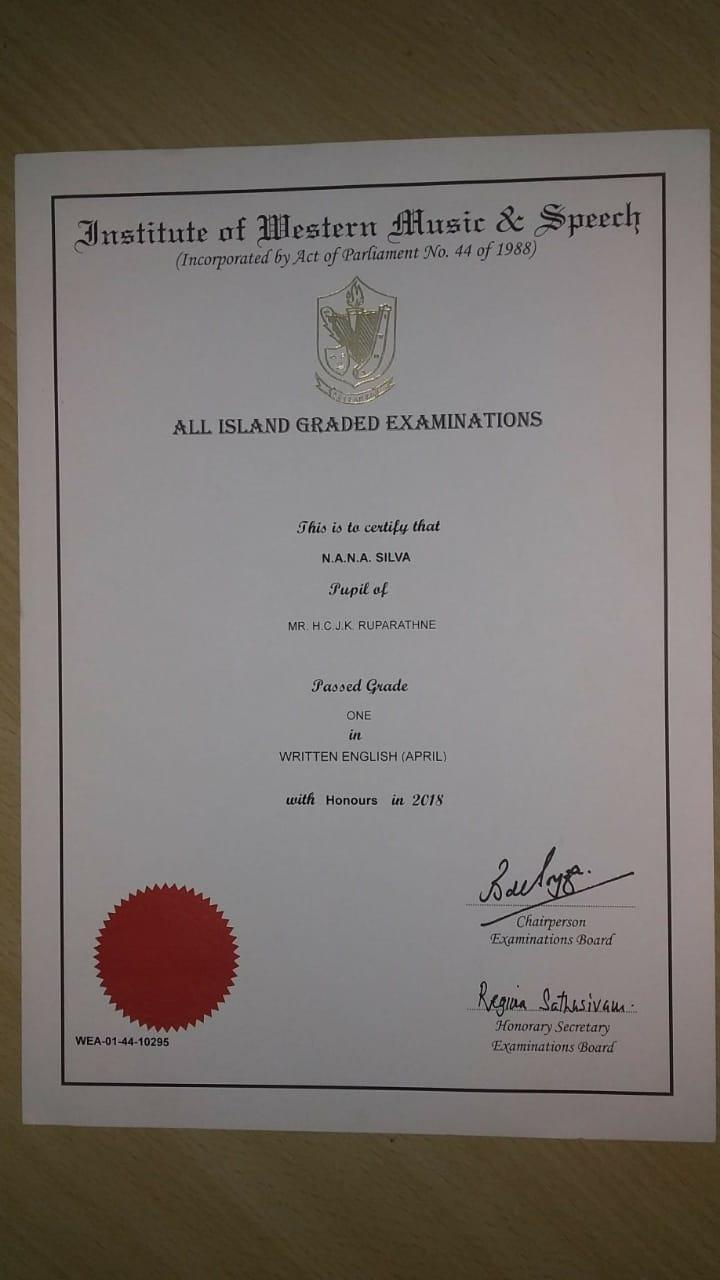 Institute of Western Music & Speech
(Incorporated by Act of Parliament No. 44 of 1988)
ALL ISLAND GRADED EXAMINATIONS
This is to certify that
N.A.N.A. SILVA
Pupil of
MR. H.C.J.K. RUPARATHNE
Passed Grade
ONE
in
WRITTEN ENGLISH (APRIL)
with Honours in 2018
Chairperson
Examinations Board
Regina Sathasivam.
Honorary Secretary
Examinations Board
WEA-01-44-10295